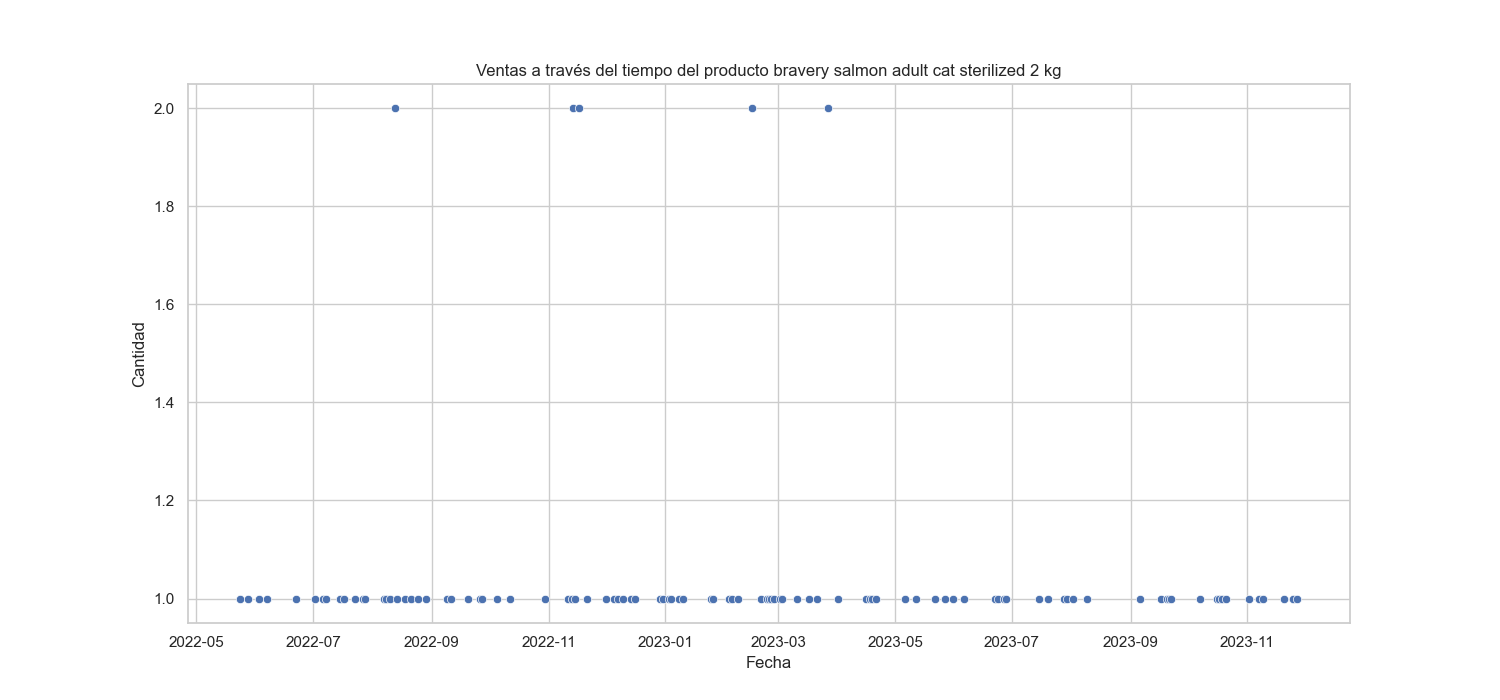 Ventas a través del tiempo del producto bravery salmon adult cat sterilized 2 kg
2.0
1.8
1.6
1.4
1.2
1.0
Cantidad
2022-05 2022-07 2022-09 2022-11 2023-01 2023-03 2023-05 2023-07 2023-09 2023-11
Fecha